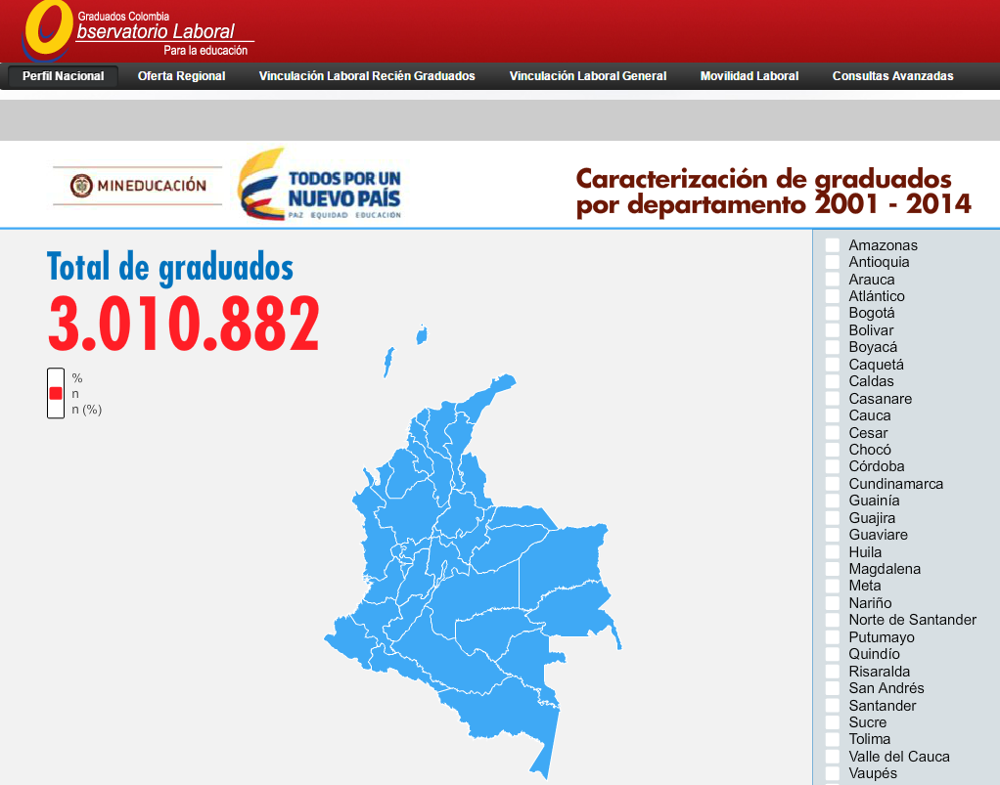 Graduados Colombia
Observatorio Laboral
Para la educación
Perfil Nacional
Oferta Regional
Vinculación Laboral Recién Graduados
Vinculación Laboral General
Movilidad Laboral
Consultas Avanzadas
MINEDUCACIÓN
TODOS POR UN
NUEVO PAÍS
PAZ EQUIDAD EDUCACIÓN
Caracterización de graduados
por departamento 2001 - 2014
Total de graduados
3.010.882
%
n
n (%)
Amazonas
Antioquia
Arauca
Atlántico
Bogotá
Bolivar
Boyacá
Caquetá
Caldas
Casanare
Cauca
Cesar
Chocó
Córdoba
Cundinamarca
Guainía
Guajira
Guaviare
Huila
Magdalena
Meta
Nariño
Norte de Santander
Putumayo
Quindío
Risaralda
San Andrés
Santander
Sucre
Tolima
Valle del Cauca
Vaupés